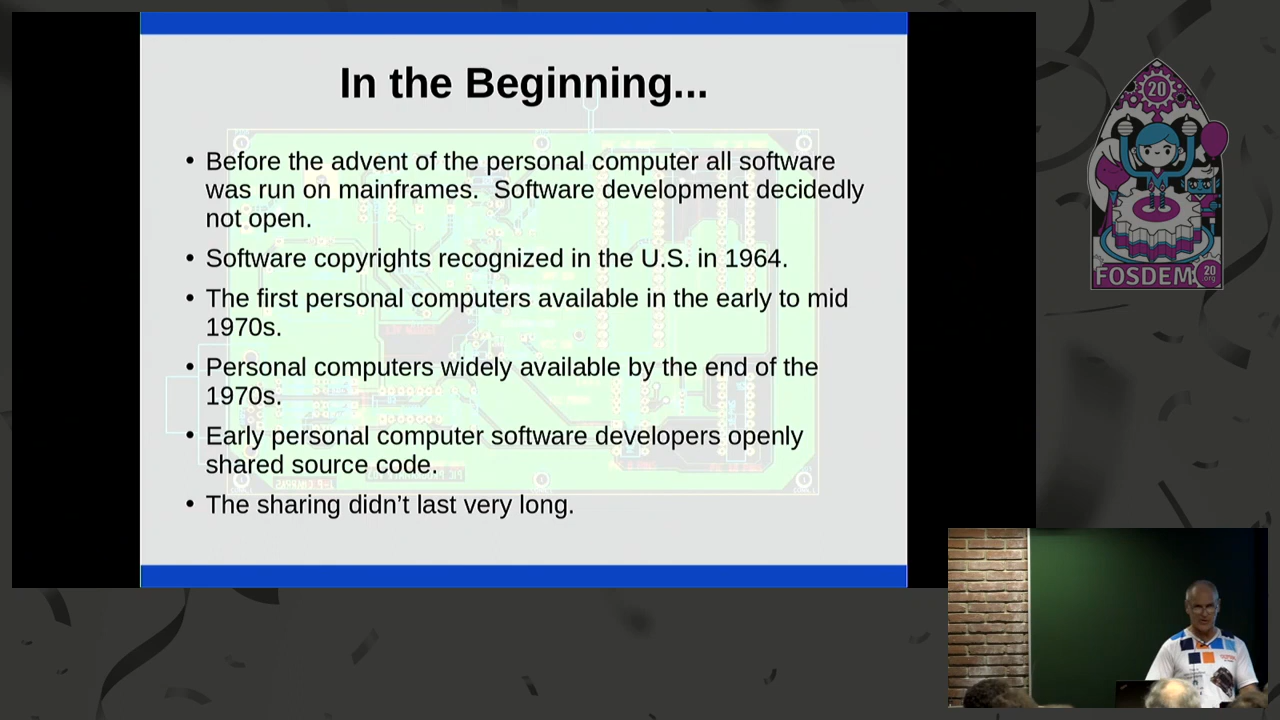 In the Beginning...
• Before the advent of the personal computer all software
was run on mainframes.  Software development decidedly
not open.
• Software copyrights recognized in the U.S. in 1964.
• The first personal computers available in the early to mid
1970s.
• Personal computers widely available by the end of the
1970s.
• Early personal computer software developers openly
shared source code.
• The sharing didn’t last very long.
20
FOSDEM
20
.org